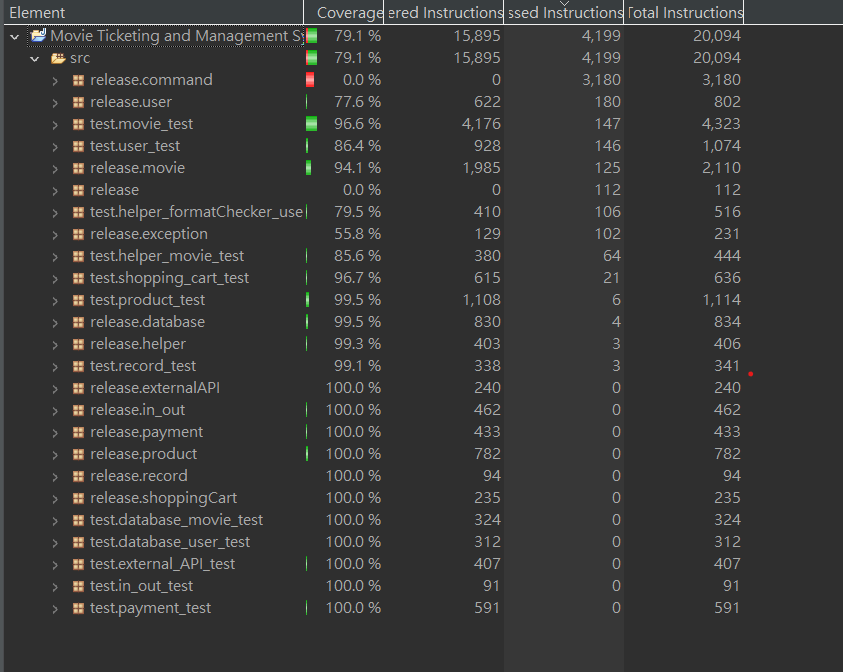 Element Coverage ered Instructions ssed Instructions Total Instructions
Movie Ticketing and Management Sy 79.1 % 15,895 4,199 20,094
src 79.1 % 15,895 4,199 20,094
release.command 0.0 % 0 3,180 3,180
release.user 77.6 % 622 180 802
test.movie_test 96.6 % 4,176 147 4,323
test.user_test 86.4 % 928 146 1,074
release.movie 94.1 % 1,985 125 2,110
release 0.0 % 0 112 112
test.helper_formatChecker_use 79.5 % 410 106 516
release.exception 55.8 % 129 102 231
test.helper_movie_test 85.6 % 380 64 444
test.shopping_cart_test 96.7 % 615 21 636
test.product_test 99.5 % 1,108 6 1,114
release.database 99.5 % 830 4 834
release.helper 99.3 % 403 3 406
test.record_test 99.1 % 338 3 341
release.externalAPI 100.0 % 240 0 240
release.in_out 100.0 % 462 0 462
release.payment 100.0 % 433 0 433
release.product 100.0 % 782 0 782
release.record 100.0 % 94 0 94
release.shoppingCart 100.0 % 235 0 235
test.database_movie_test 100.0 % 324 0 324
test.database_user_test 100.0 % 312 0 312
test.external_API_test 100.0 % 407 0 407
test.in_out_test 100.0 % 91 0 91
test.payment_test 100.0 % 591 0 591